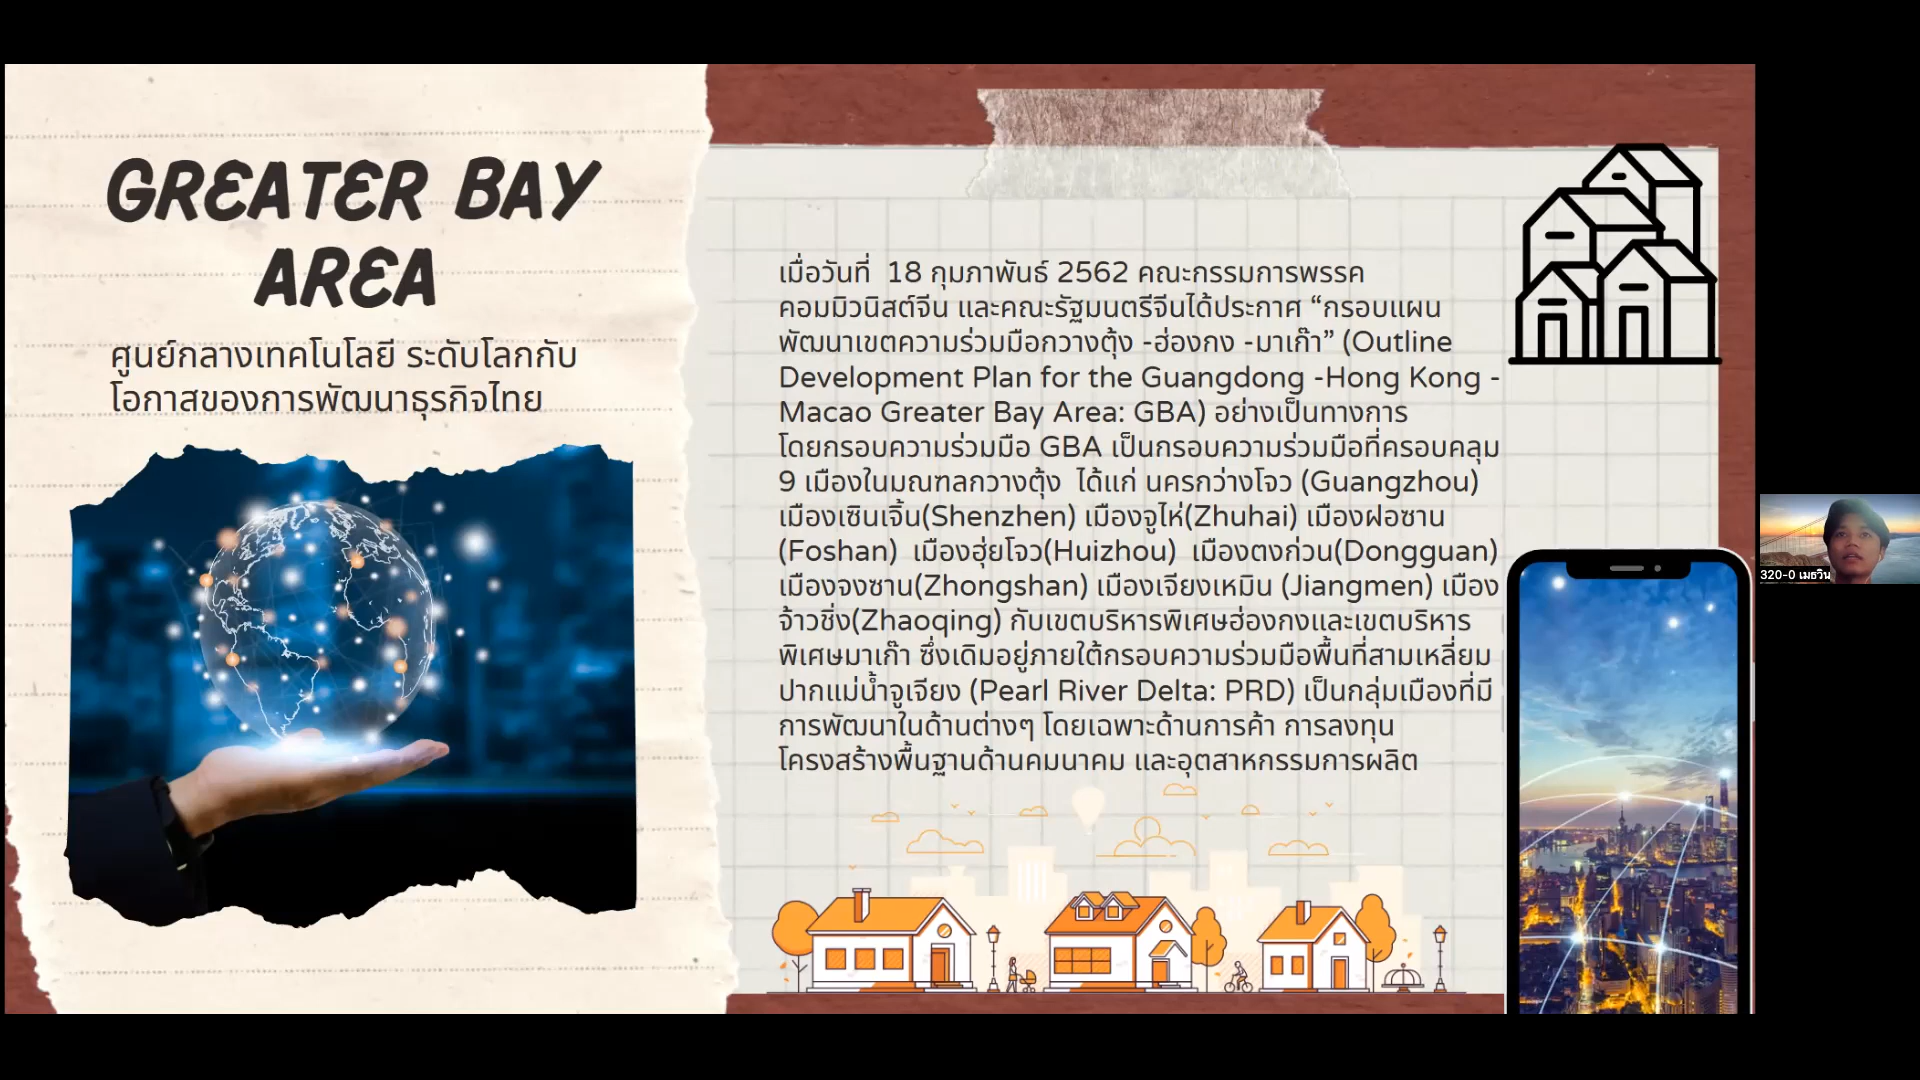 GREATER BAY
AREA
ศูนย์กลางเทคโนโลยี ระดับโลกกับ
โอกาสของการพัฒนาธุรกิจไทย
เมื่อวันที่  18 กุมภาพันธ์ 2562 คณะกรรมการพรรค
คอมมิวนิสต์จีน และคณะรัฐมนตรีจีนได้ประกาศ “กรอบแผน
พัฒนาเขตความร่วมมือกวางตุ้ง -ฮ่องกง -มาเก๊า” (Outline
Development Plan for the Guangdong -Hong Kong -
Macao Greater Bay Area: GBA) อย่างเป็นทางการ
โดยกรอบความร่วมมือ GBA เป็นกรอบความร่วมมือที่ครอบคลุม
9 เมืองในมณฑลกวางตุ้ง  ได้แก่ นครกว่างโจว (Guangzhou)
เมืองเซินเจิ้น(Shenzhen) เมืองจูไห่(Zhuhai) เมืองฝอซาน
(Foshan)  เมืองฮุ่ยโจว(Huizhou)  เมืองตงก่วน(Dongguan)
เมืองจงซาน(Zhongshan) เมืองเจียงเหมิน (Jiangmen) เมือง
จ้าวชิ่ง(Zhaoqing) กับเขตบริหารพิเศษฮ่องกงและเขตบริหาร
พิเศษมาเก๊า ซึ่งเดิมอยู่ภายใต้กรอบความร่วมมือพื้นที่สามเหลี่ยม
ปากแม่น้ำจูเจียง (Pearl River Delta: PRD) เป็นกลุ่มเมืองที่มี
การพัฒนาในด้านต่างๆ โดยเฉพาะด้านการค้า การลงทุน
โครงสร้างพื้นฐานด้านคมนาคม และอุตสาหกรรมการผลิต
320-0 เมธวิน